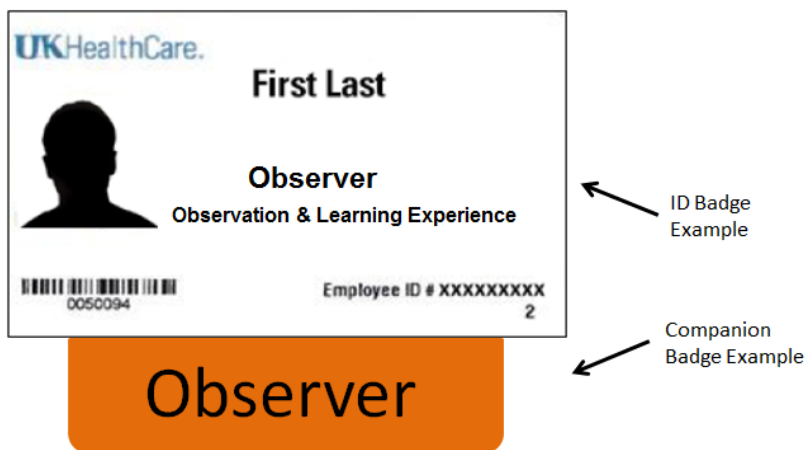 UKHealthCare.
First Last
Observer
Observation & Learning Experience
ID Badge
Example
0050094
Employee ID # XXXXXXXXX
2
Companion
Badge Example
Observer